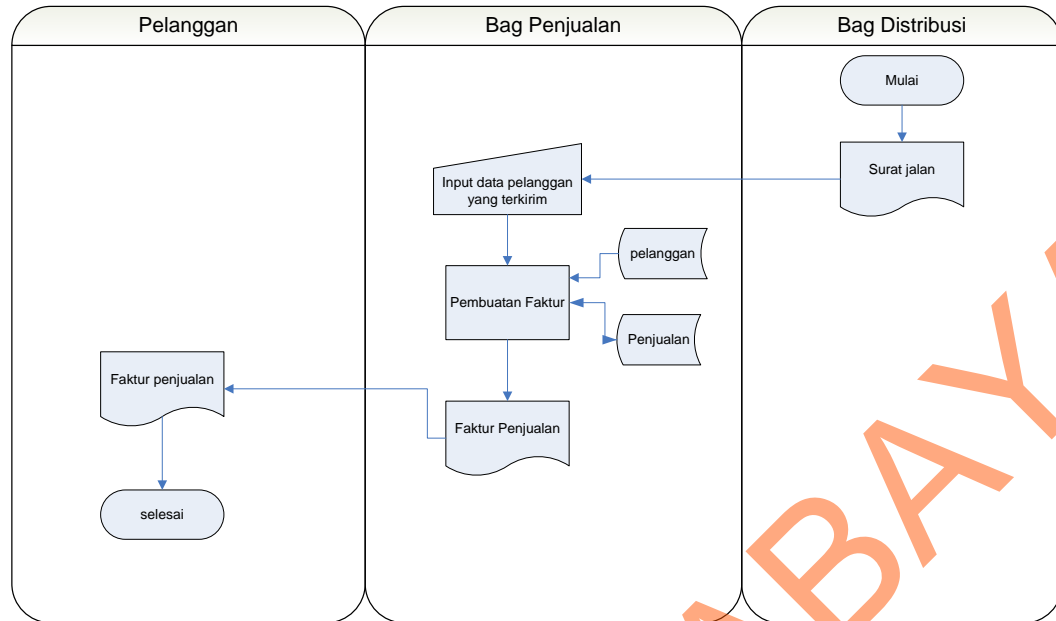 Pelanggan
Bag Penjualan
Bag Distribusi
Mulai
Surat jalan
Input data pelanggan
yang terkirim
pelanggan
Pembuatan Faktur
Penjualan
Faktur penjualan
Faktur Penjualan
selesai
BAY